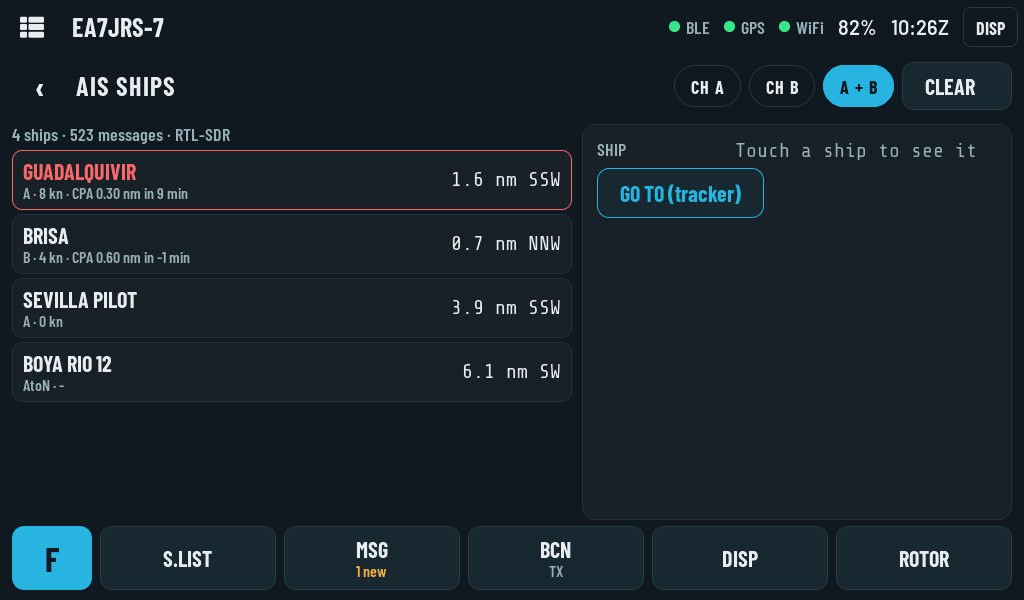 EA7JRS-7
BLE GPS WiFi 82% 10:26Z DISP
‹ AIS SHIPS
CH A CH B A + B CLEAR
4 ships · 523 messages · RTL-SDR
GUADALQUIVIR
A · 8 kn · CPA 0.30 nm in 9 min
1.6 nm SSW
BRISA
B · 4 kn · CPA 0.60 nm in -1 min
0.7 nm NNW
SEVILLA PILOT
A · 0 kn
3.9 nm SSW
BOYA RIO 12
AtoN · -
6.1 nm SW
SHIP Touch a ship to see it
GO TO (tracker)
F
S.LIST
MSG
1 new
BCN
TX
DISP
ROTOR